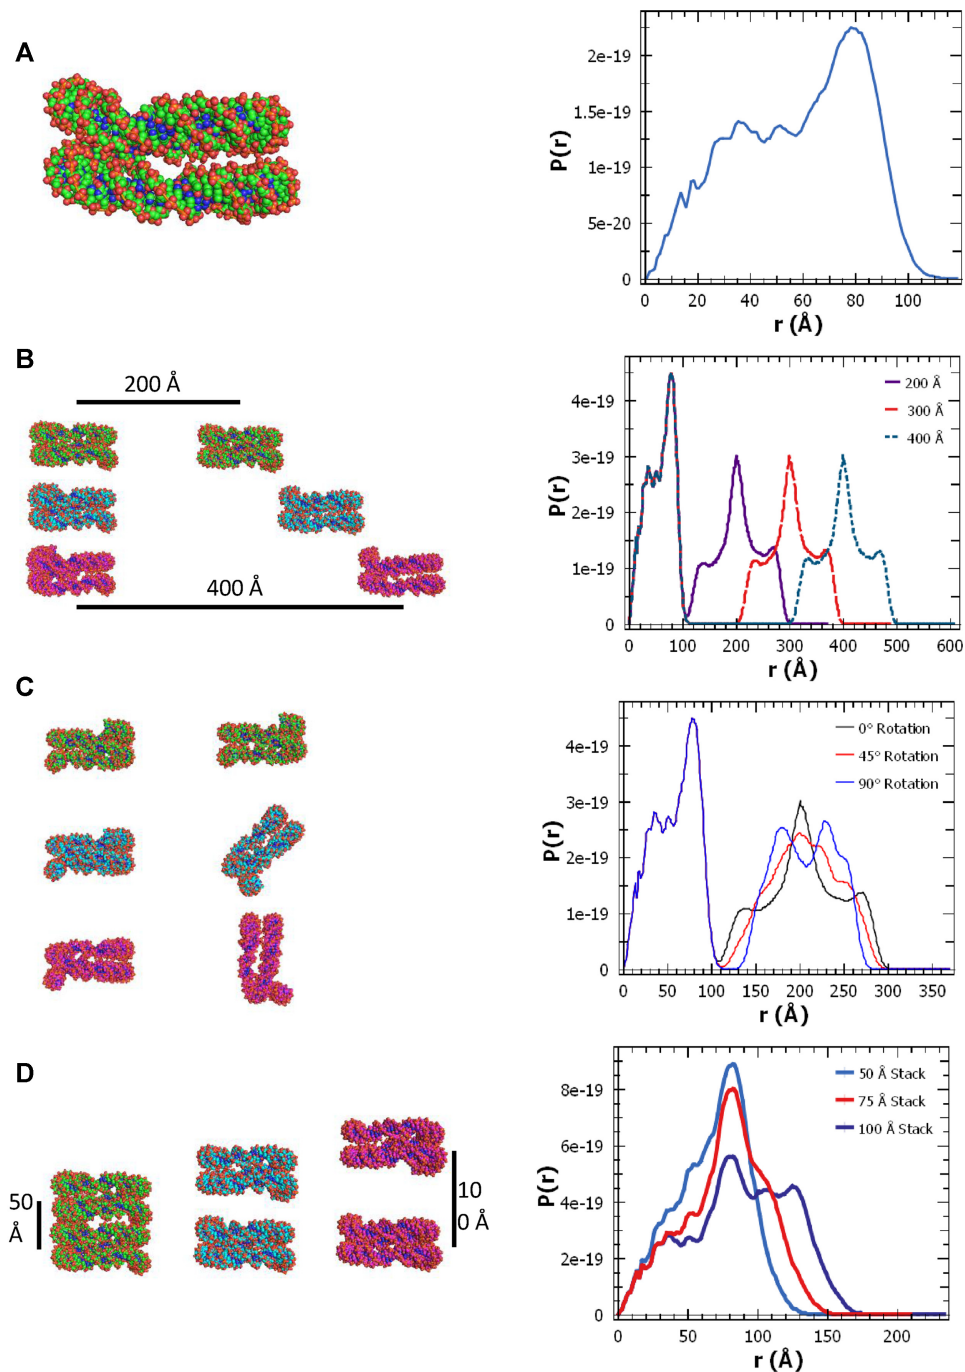 A
P(r)
2e-19
1.5e-19
1e-19
5e-20
0
0 20 40 60 80 100
r (Å)
B
200 Å
400 Å
P(r)
4e-19
3e-19
2e-19
1e-19
0
200 Å
300 Å
400 Å
0 100 200 300 400 500 600
r (Å)
C
P(r)
4e-19
3e-19
2e-19
1e-19
0
0° Rotation
45° Rotation
90° Rotation
0 50 100 150 200 250 300 350
r (Å)
D
50
Å
10
0 Å
P(r)
8e-19
6e-19
4e-19
2e-19
0
50 Å Stack
75 Å Stack
100 Å Stack
0 50 100 150 200
r (Å)